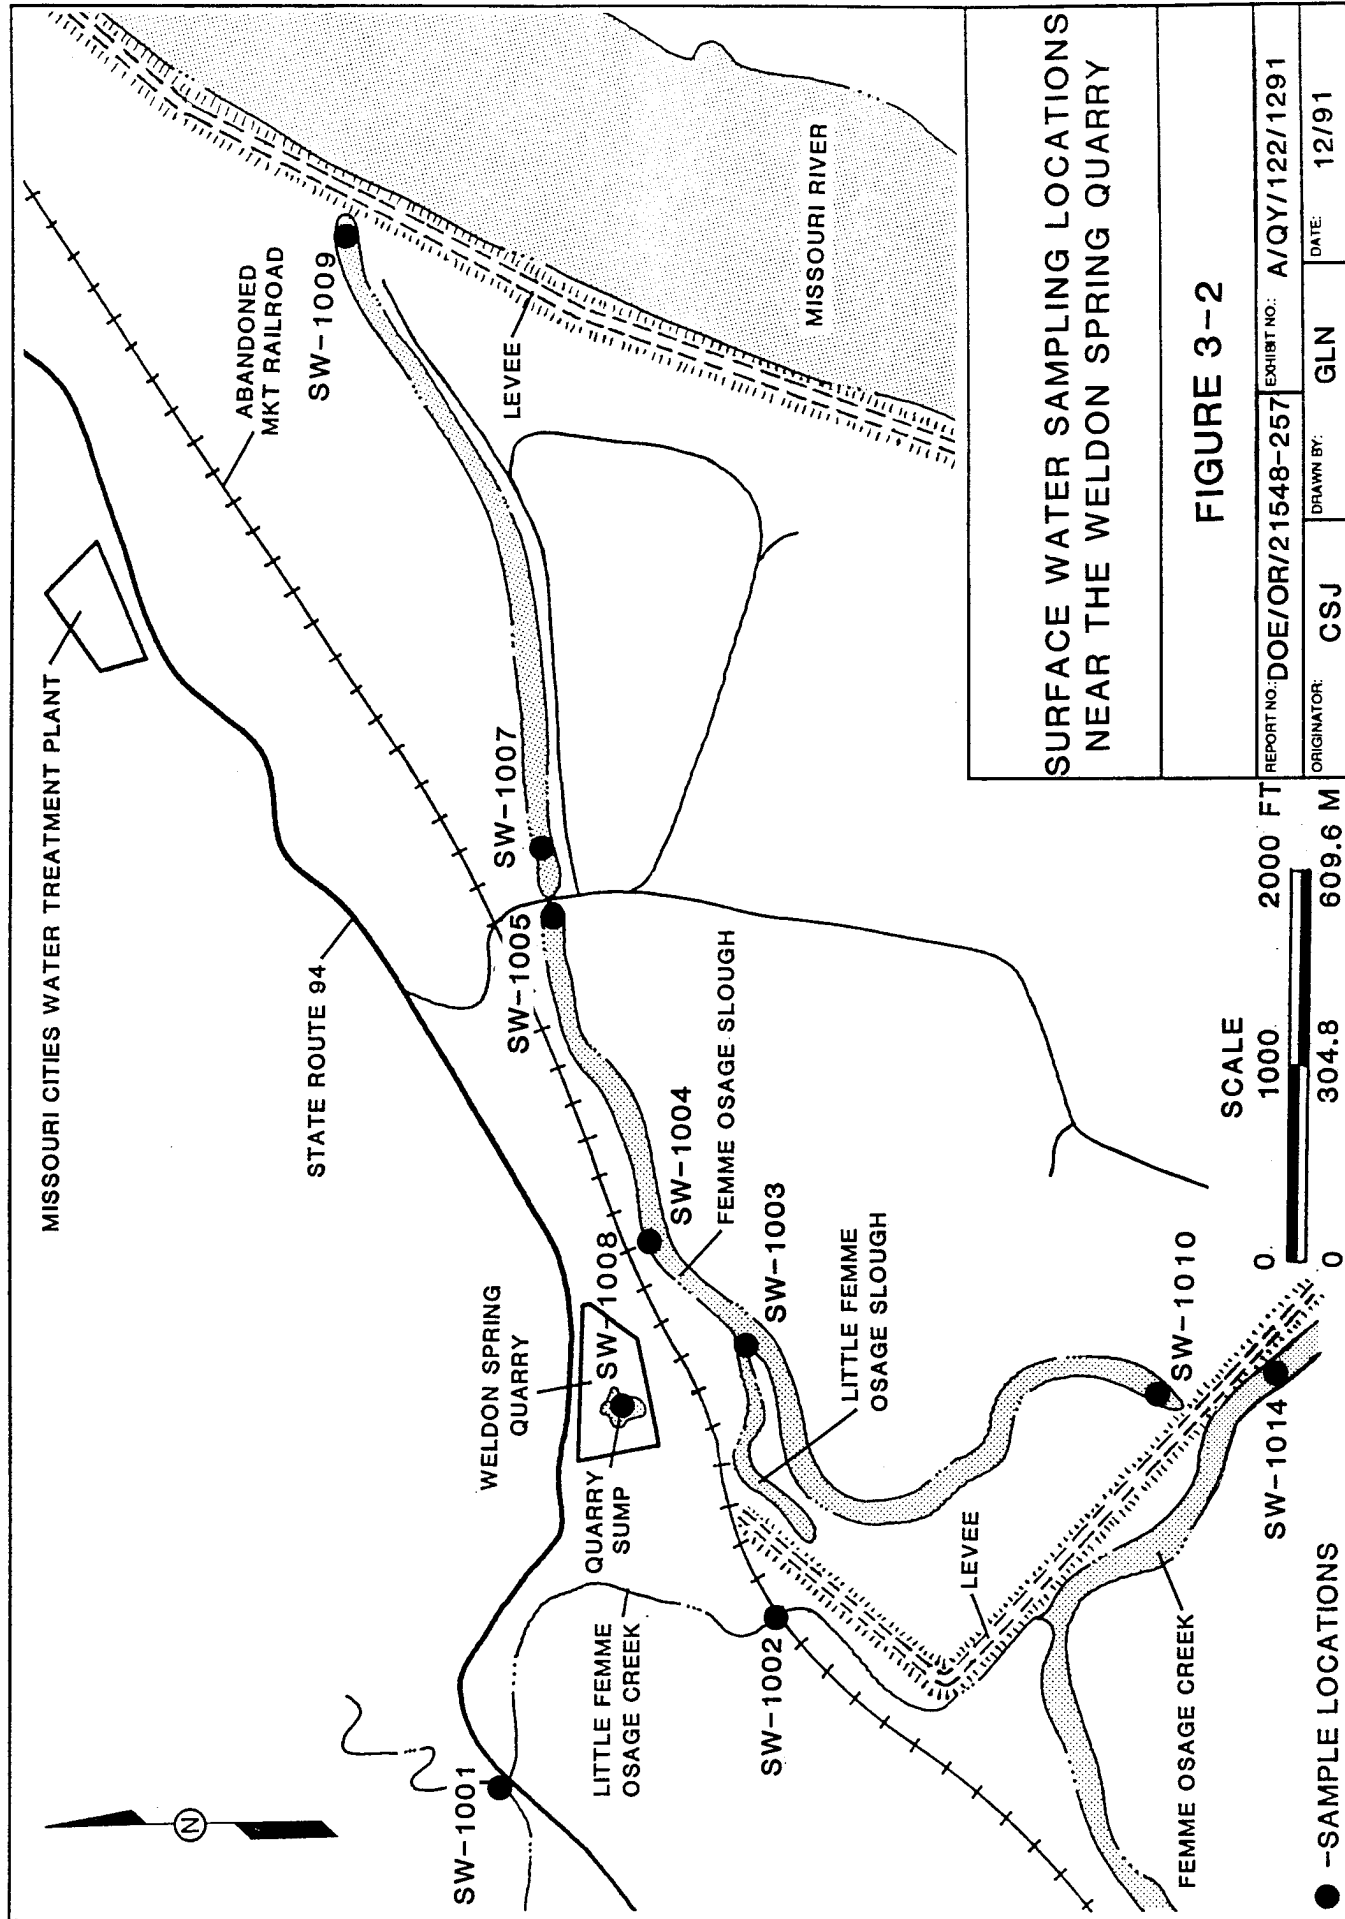 MISSOURI CITIES WATER TREATMENT PLANT
STATE ROUTE 94
ABANDONED
MKT RAILROAD
SW-1009
LEVEE
MISSOURI RIVER
SW-1007
SW-1005
SW-1004
FEMME OSAGE SLOUGH
SW-1003
LITTLE FEMME
OSAGE SLOUGH
WELDON SPRING
QUARRY
SW-1008
QUARRY
SUMP
N
SW-1001
LITTLE FEMME
OSAGE CREEK
SW-1002
LEVEE
FEMME OSAGE CREEK
SW-1010
SW-1014
-SAMPLE LOCATIONS
SCALE
0 1000 2000 FT
0 304.8 609.6 M
SURFACE WATER SAMPLING LOCATIONS
NEAR THE WELDON SPRING QUARRY
FIGURE 3-2
REPORT NO.: DOE/OR/21548-257 EXHIBIT NO.: A/QY/122/1291
ORIGINATOR: CSJ DRAWN BY: GLN DATE: 12/91